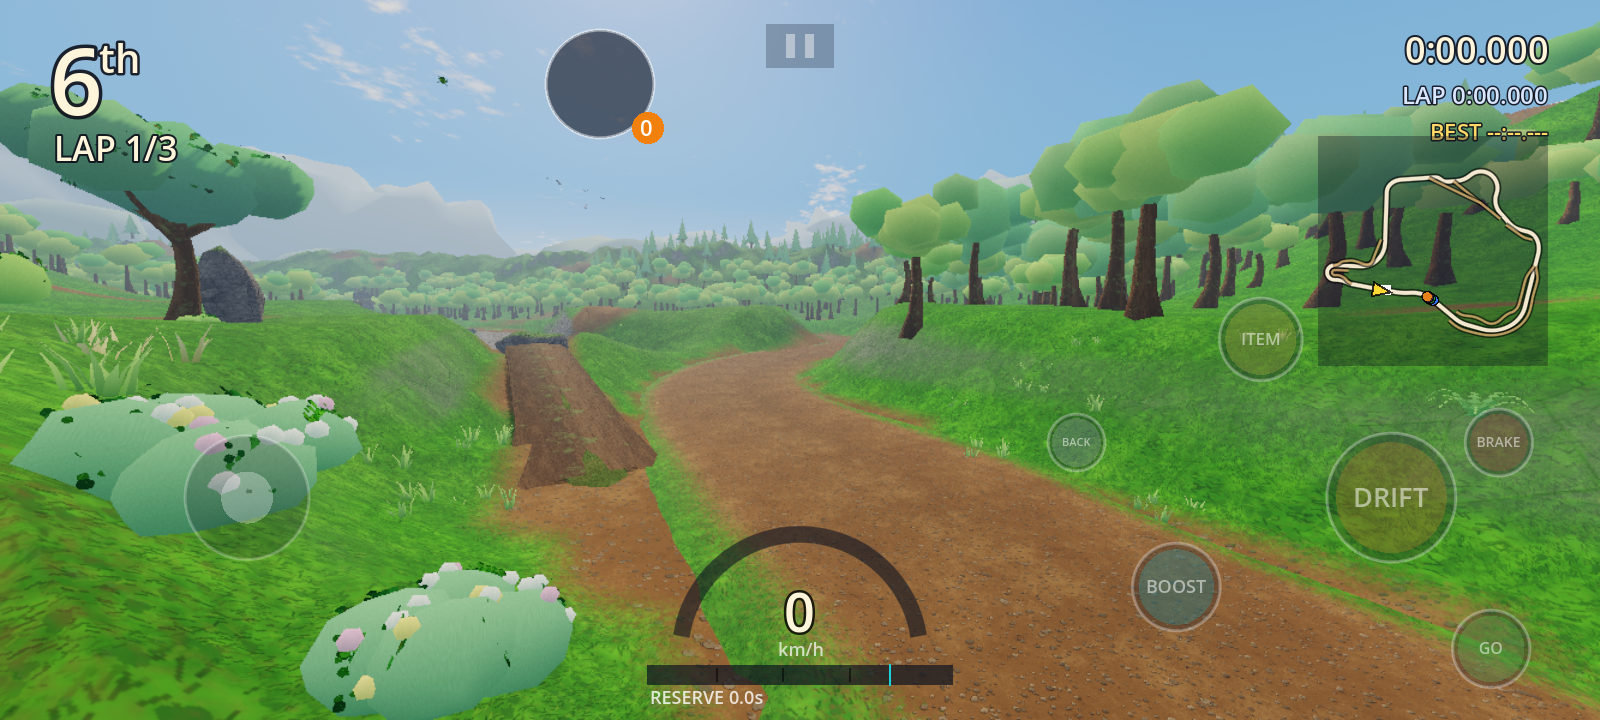 6th
LAP 1/3
0
0:00.000
LAP 0:00.000
BEST --:--.---
ITEM
BACK
BRAKE
DRIFT
BOOST
GO
0
km/h
RESERVE 0.0s